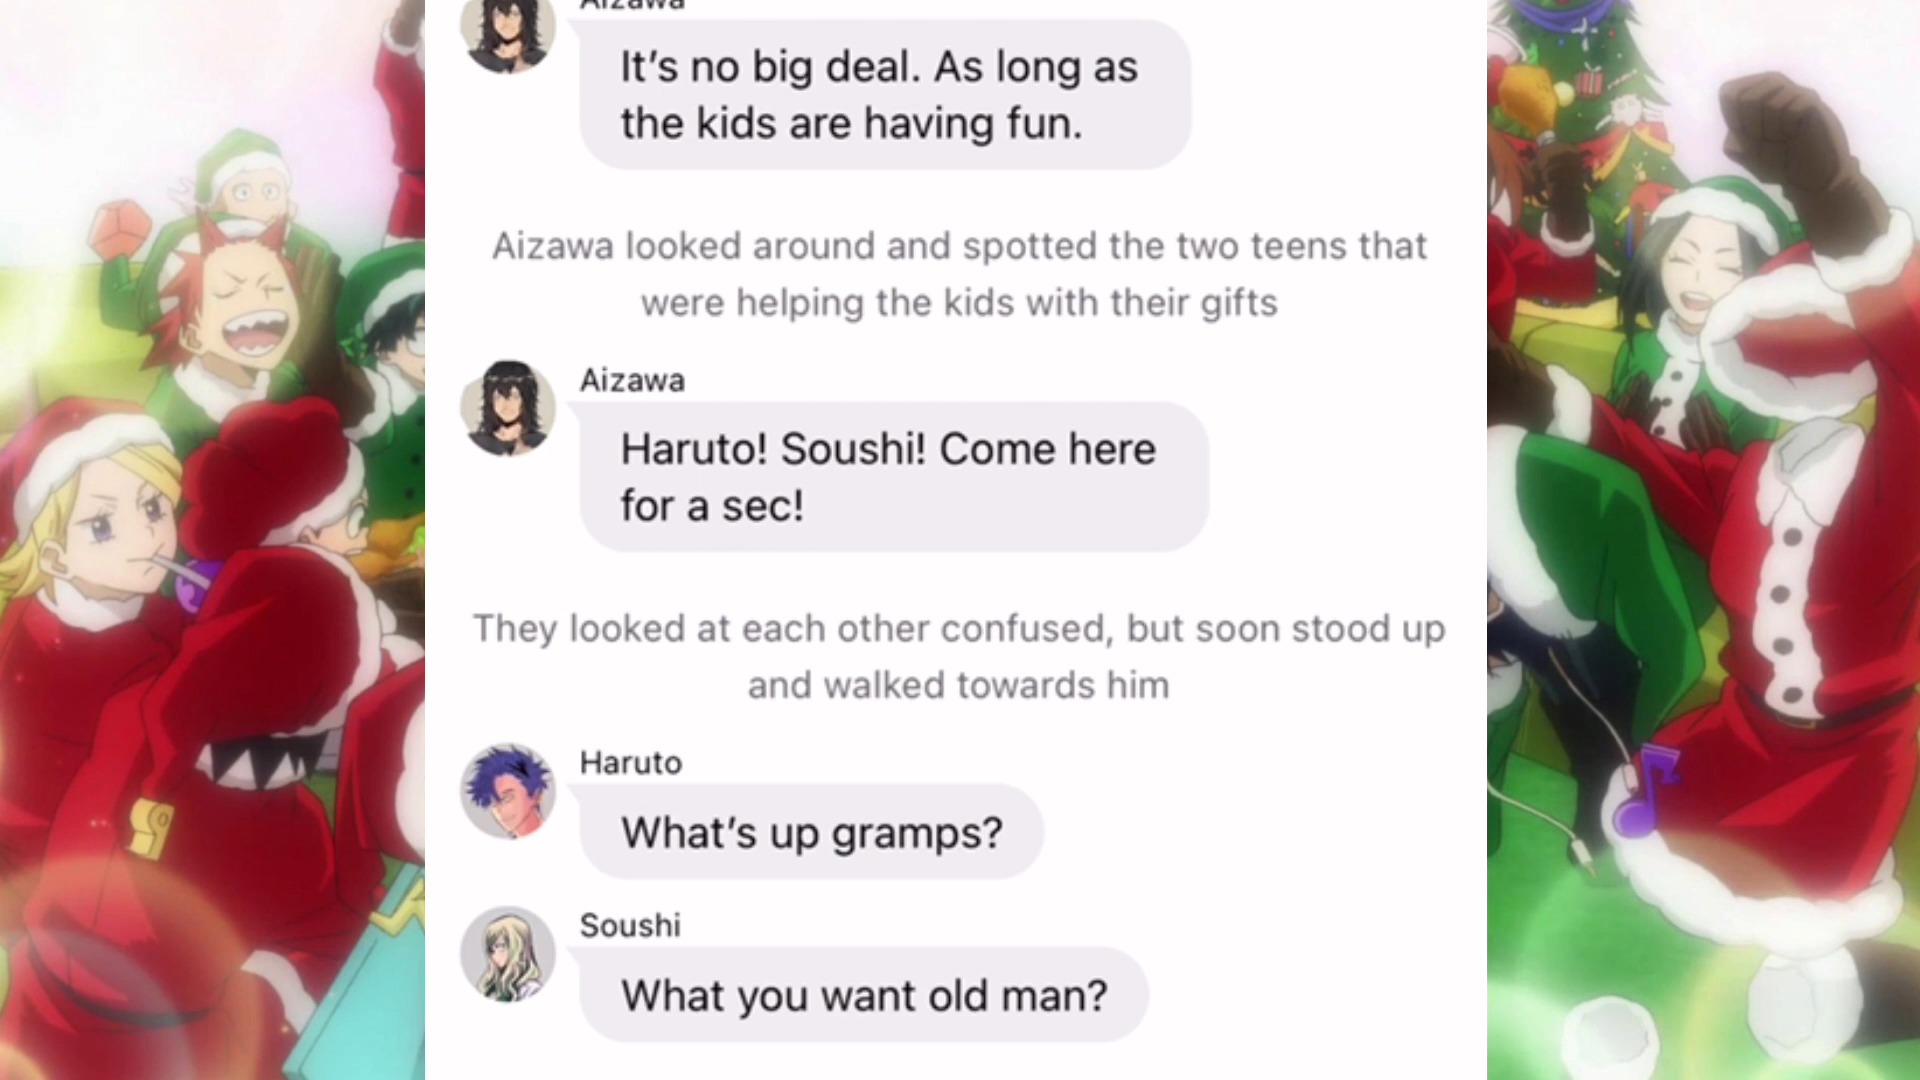 Aizawa
It's no big deal. As long as
the kids are having fun.
Aizawa looked around and spotted the two teens that
were helping the kids with their gifts
Aizawa
Haruto! Soushi! Come here
for a sec!
They looked at each other confused, but soon stood up
and walked towards him
Haruto
What's up gramps?
Soushi
What you want old man?